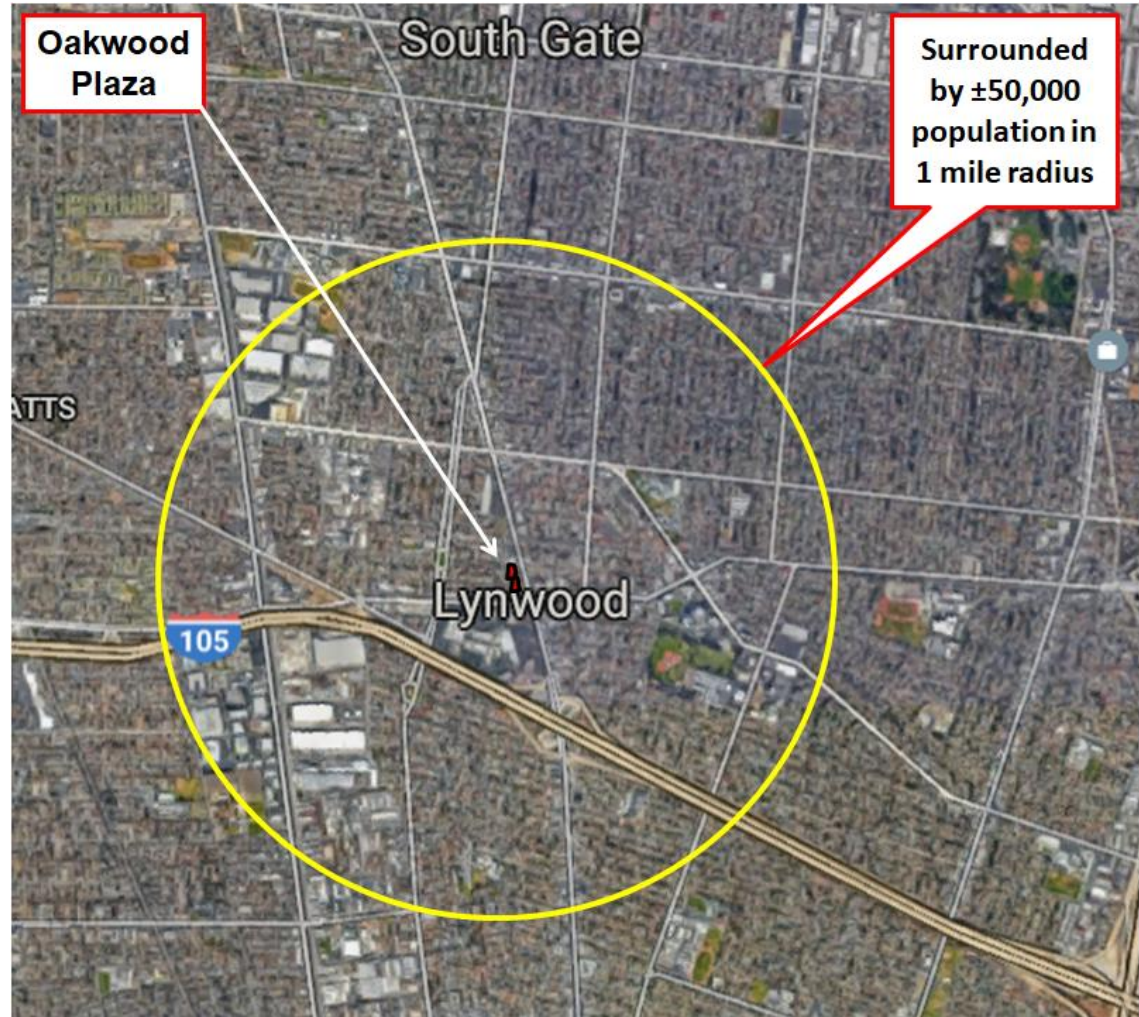 Oakwood
Plaza
South Gate
Surrounded
by ±50,000
population in
1 mile radius
ATTS
Lynwood
105